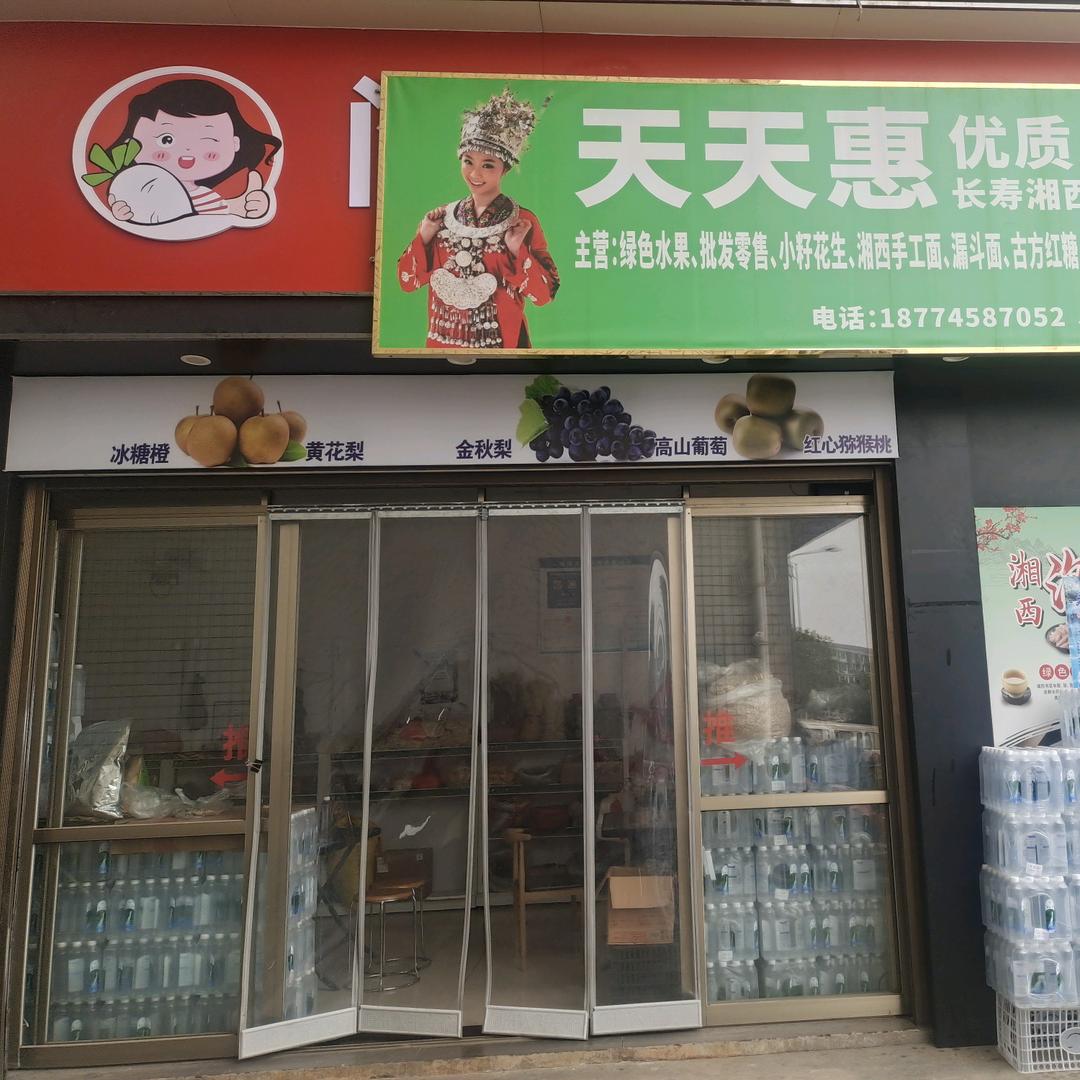 天天惠
优质
长寿湘西
主营:绿色水果、批发零售、小籽花生、湘西手工面、漏斗面、古方红糖
电话:18774587052
冰糖橙
黄花梨
金秋梨
高山葡萄
红心猕猴桃
湘西
绿色
推
推